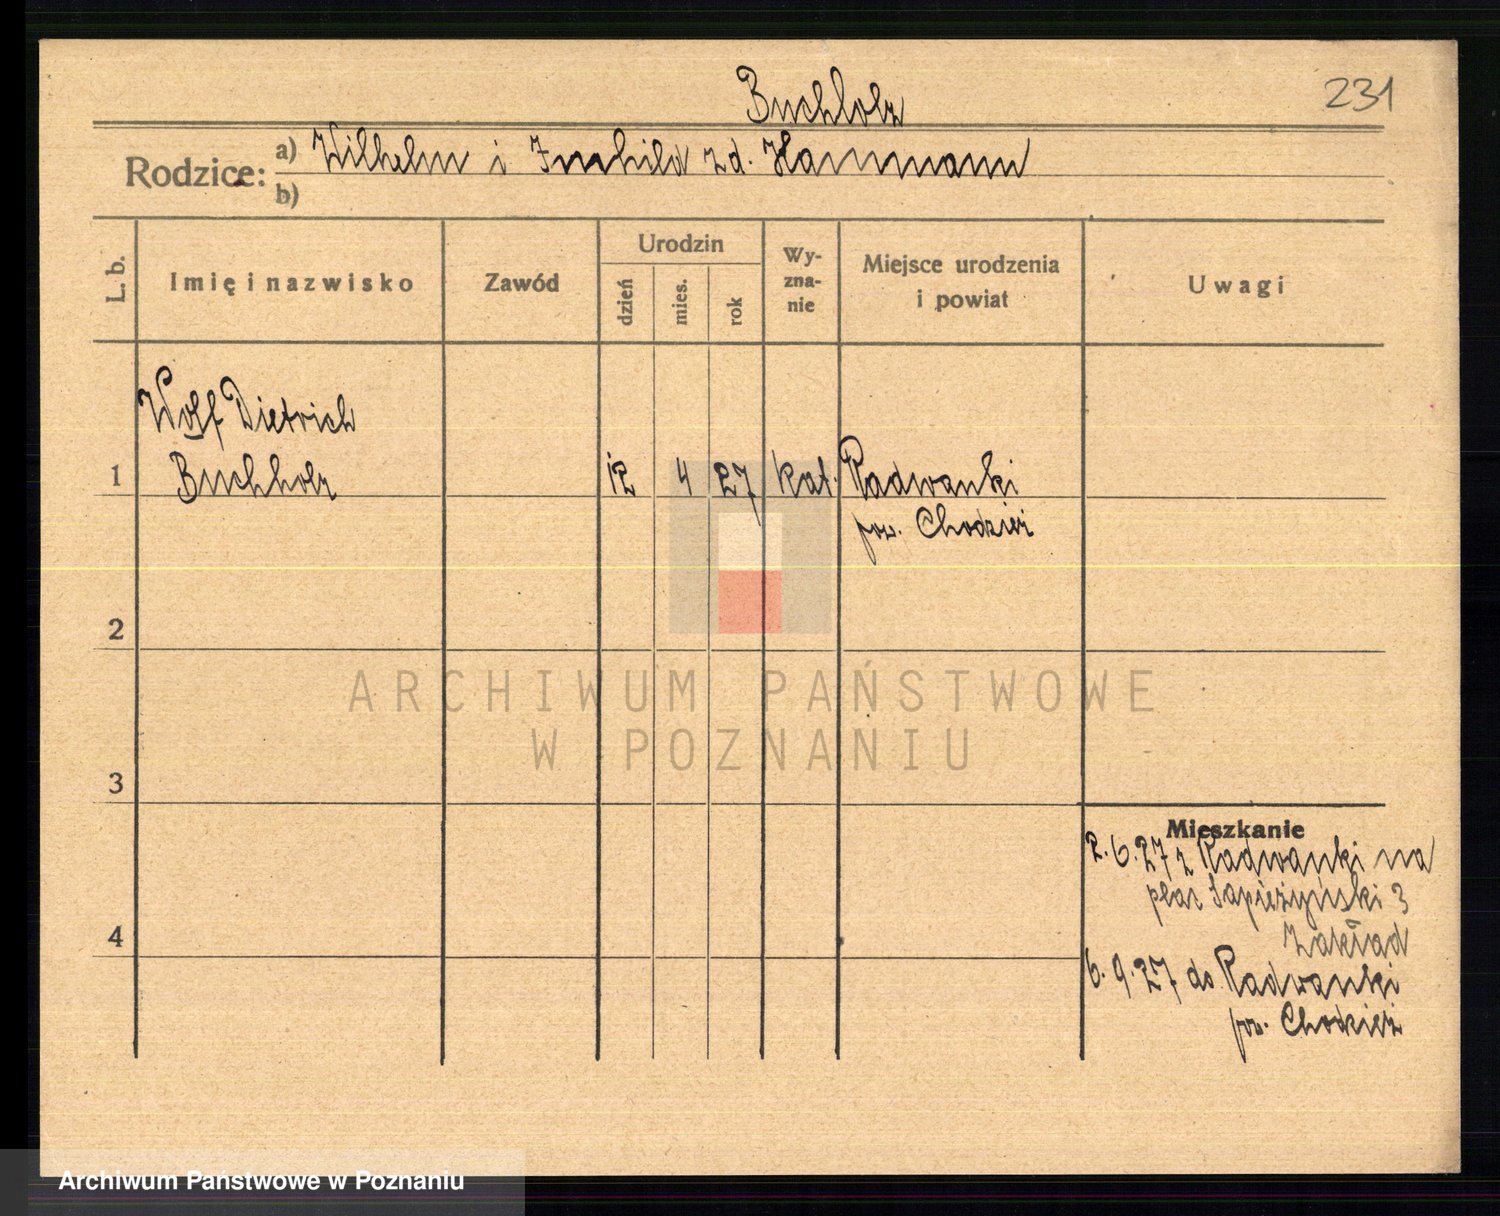 231
Buchholz
Rodzice: a) Wilhelm i zd. Hammann
b)
L. b.
Imię i nazwisko
Zawód
Urodzin
dzień
mies.
rok
Wy-
zna-
nie
Miejsce urodzenia
i powiat
Uwagi
Wolf Dietrich
1 Buchholz 12 4 27 kat. Radwanki
pow. Chodzież
2
3
4
ARCHIWUM PAŃSTWOWE
W POZNANIU
Mieszkanie
2.6.27 z Radwanki na
plac Sapieżyński 3
Zakład
6.9.27 do Radwanki
pow. Chodzież
Archiwum Państwowe w Poznaniu